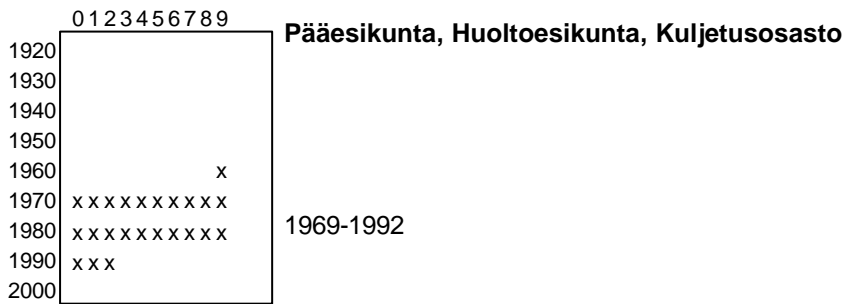 0123456789
Pääesikunta, Huoltoesikunta, Kuljetusosasto
1920
1930
1940
1950
1960 x
1970 xxxxxxxxxx
1980 xxxxxxxxxx
1969-1992
1990 xxx
2000